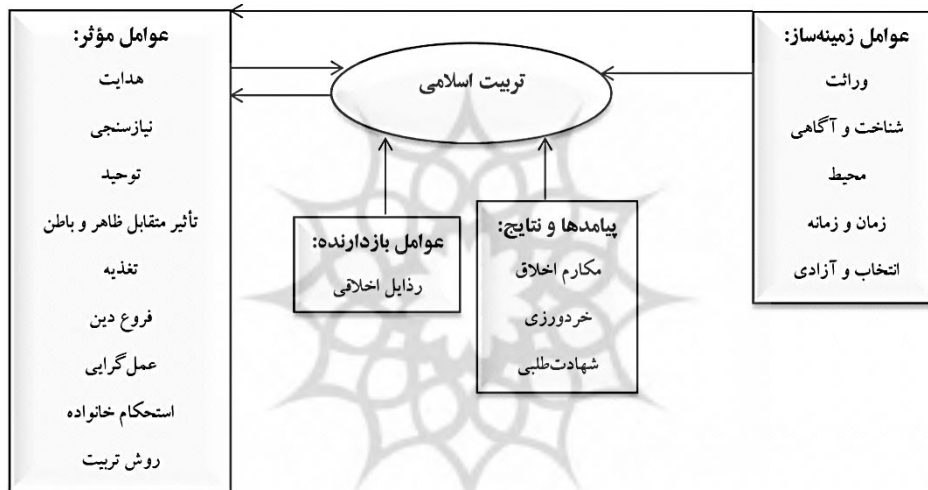 عوامل زمینه‌ساز:
وراثت
شناخت و آگاهی
محیط
زمان و زمانه
انتخاب و آزادی
تربیت اسلامی
پیامدها و نتایج:
مکارم اخلاق
خردورزی
شهادت‌طلبی
عوامل بازدارنده:
رذایل اخلاقی
عوامل مؤثر:
هدایت
نیازسنجی
توحید
تأثیر متقابل ظاهر و باطن
تغذیه
فروع دین
عمل‌گرایی
استحکام خانواده
روش تربیت